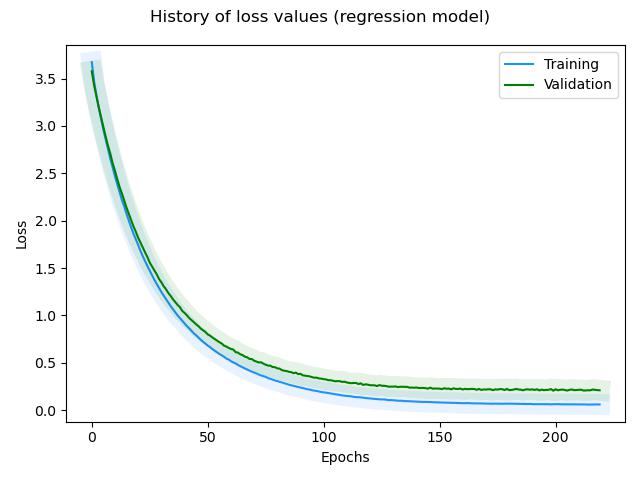 History of loss values (regression model)
Training
Validation
3.5
3.0
2.5
2.0
1.5
1.0
0.5
0.0
Loss
0 50 100 150 200
Epochs